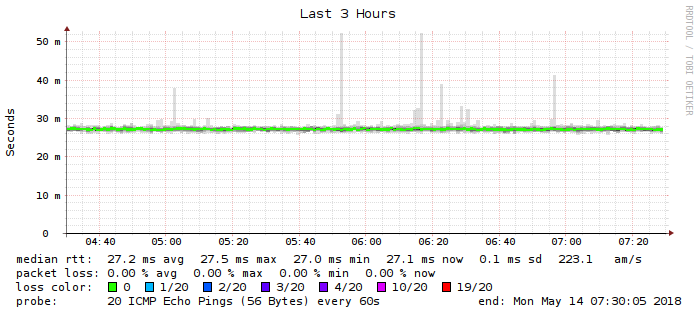 Last 3 Hours
RRDTOOL / TOBI OETIKER
Seconds
50 m
40 m
30 m
20 m
10 m
0
04:40 05:00 05:20 05:40 06:00 06:20 06:40 07:00 07:20
median rtt: 27.2 ms avg 27.5 ms max 27.0 ms min 27.1 ms now 0.1 ms sd 223.1 am/s
packet loss: 0.00 % avg 0.00 % max 0.00 % min 0.00 % now
loss color: 0 1/20 2/20 3/20 4/20 10/20 19/20
probe: 20 ICMP Echo Pings (56 Bytes) every 60s end: Mon May 14 07:30:05 2018